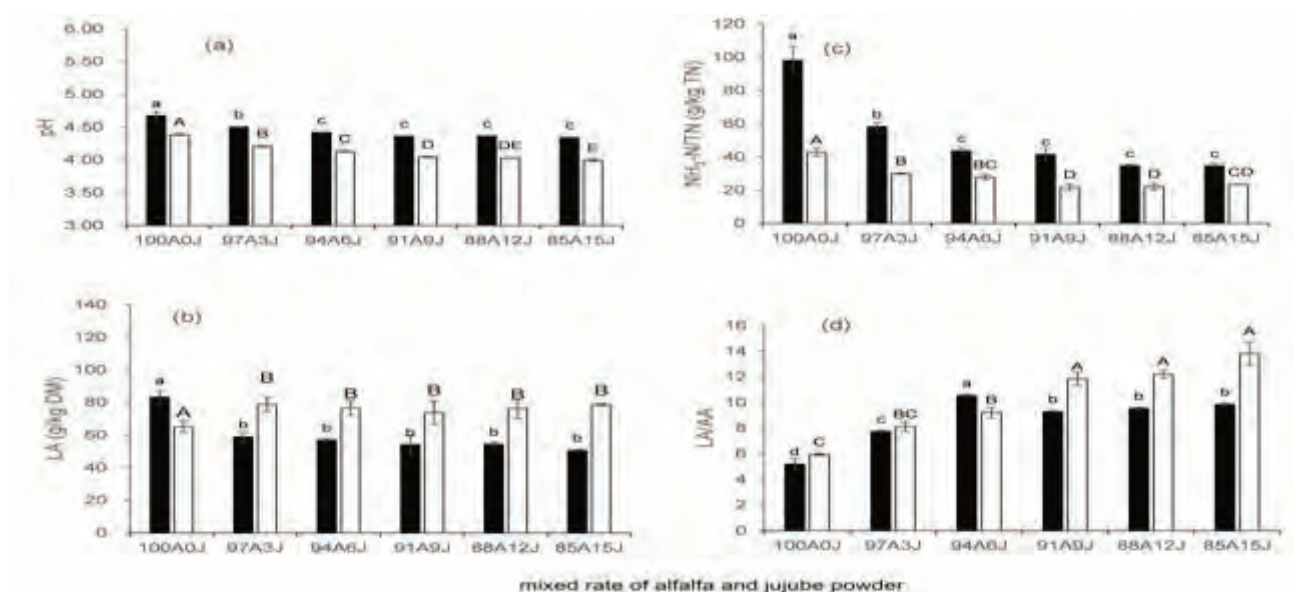 (a)
pH
6.00
5.50
5.00
4.50
4.00
3.50
3.00
a A b B c C c D c DE c E
100A0J 97A3J 94A6J 91A9J 88A12J 85A15J
(c)
NH3-N/TN (g/kg TN)
120
100
80
60
40
20
0
a A b B c BC c D c D c CD
100A0J 97A3J 94A6J 91A9J 88A12J 85A15J
(b)
LA (g/kg DM)
140
120
100
80
60
40
20
0
a A b B b B b B b B b B
100A0J 97A3J 94A6J 91A9J 88A12J 85A15J
(d)
LA/AA
16
14
12
10
8
6
4
2
0
d C c BC a B b A b A b A
100A0J 97A3J 94A6J 91A9J 88A12J 85A15J
mixed rate of alfalfa and jujube powder